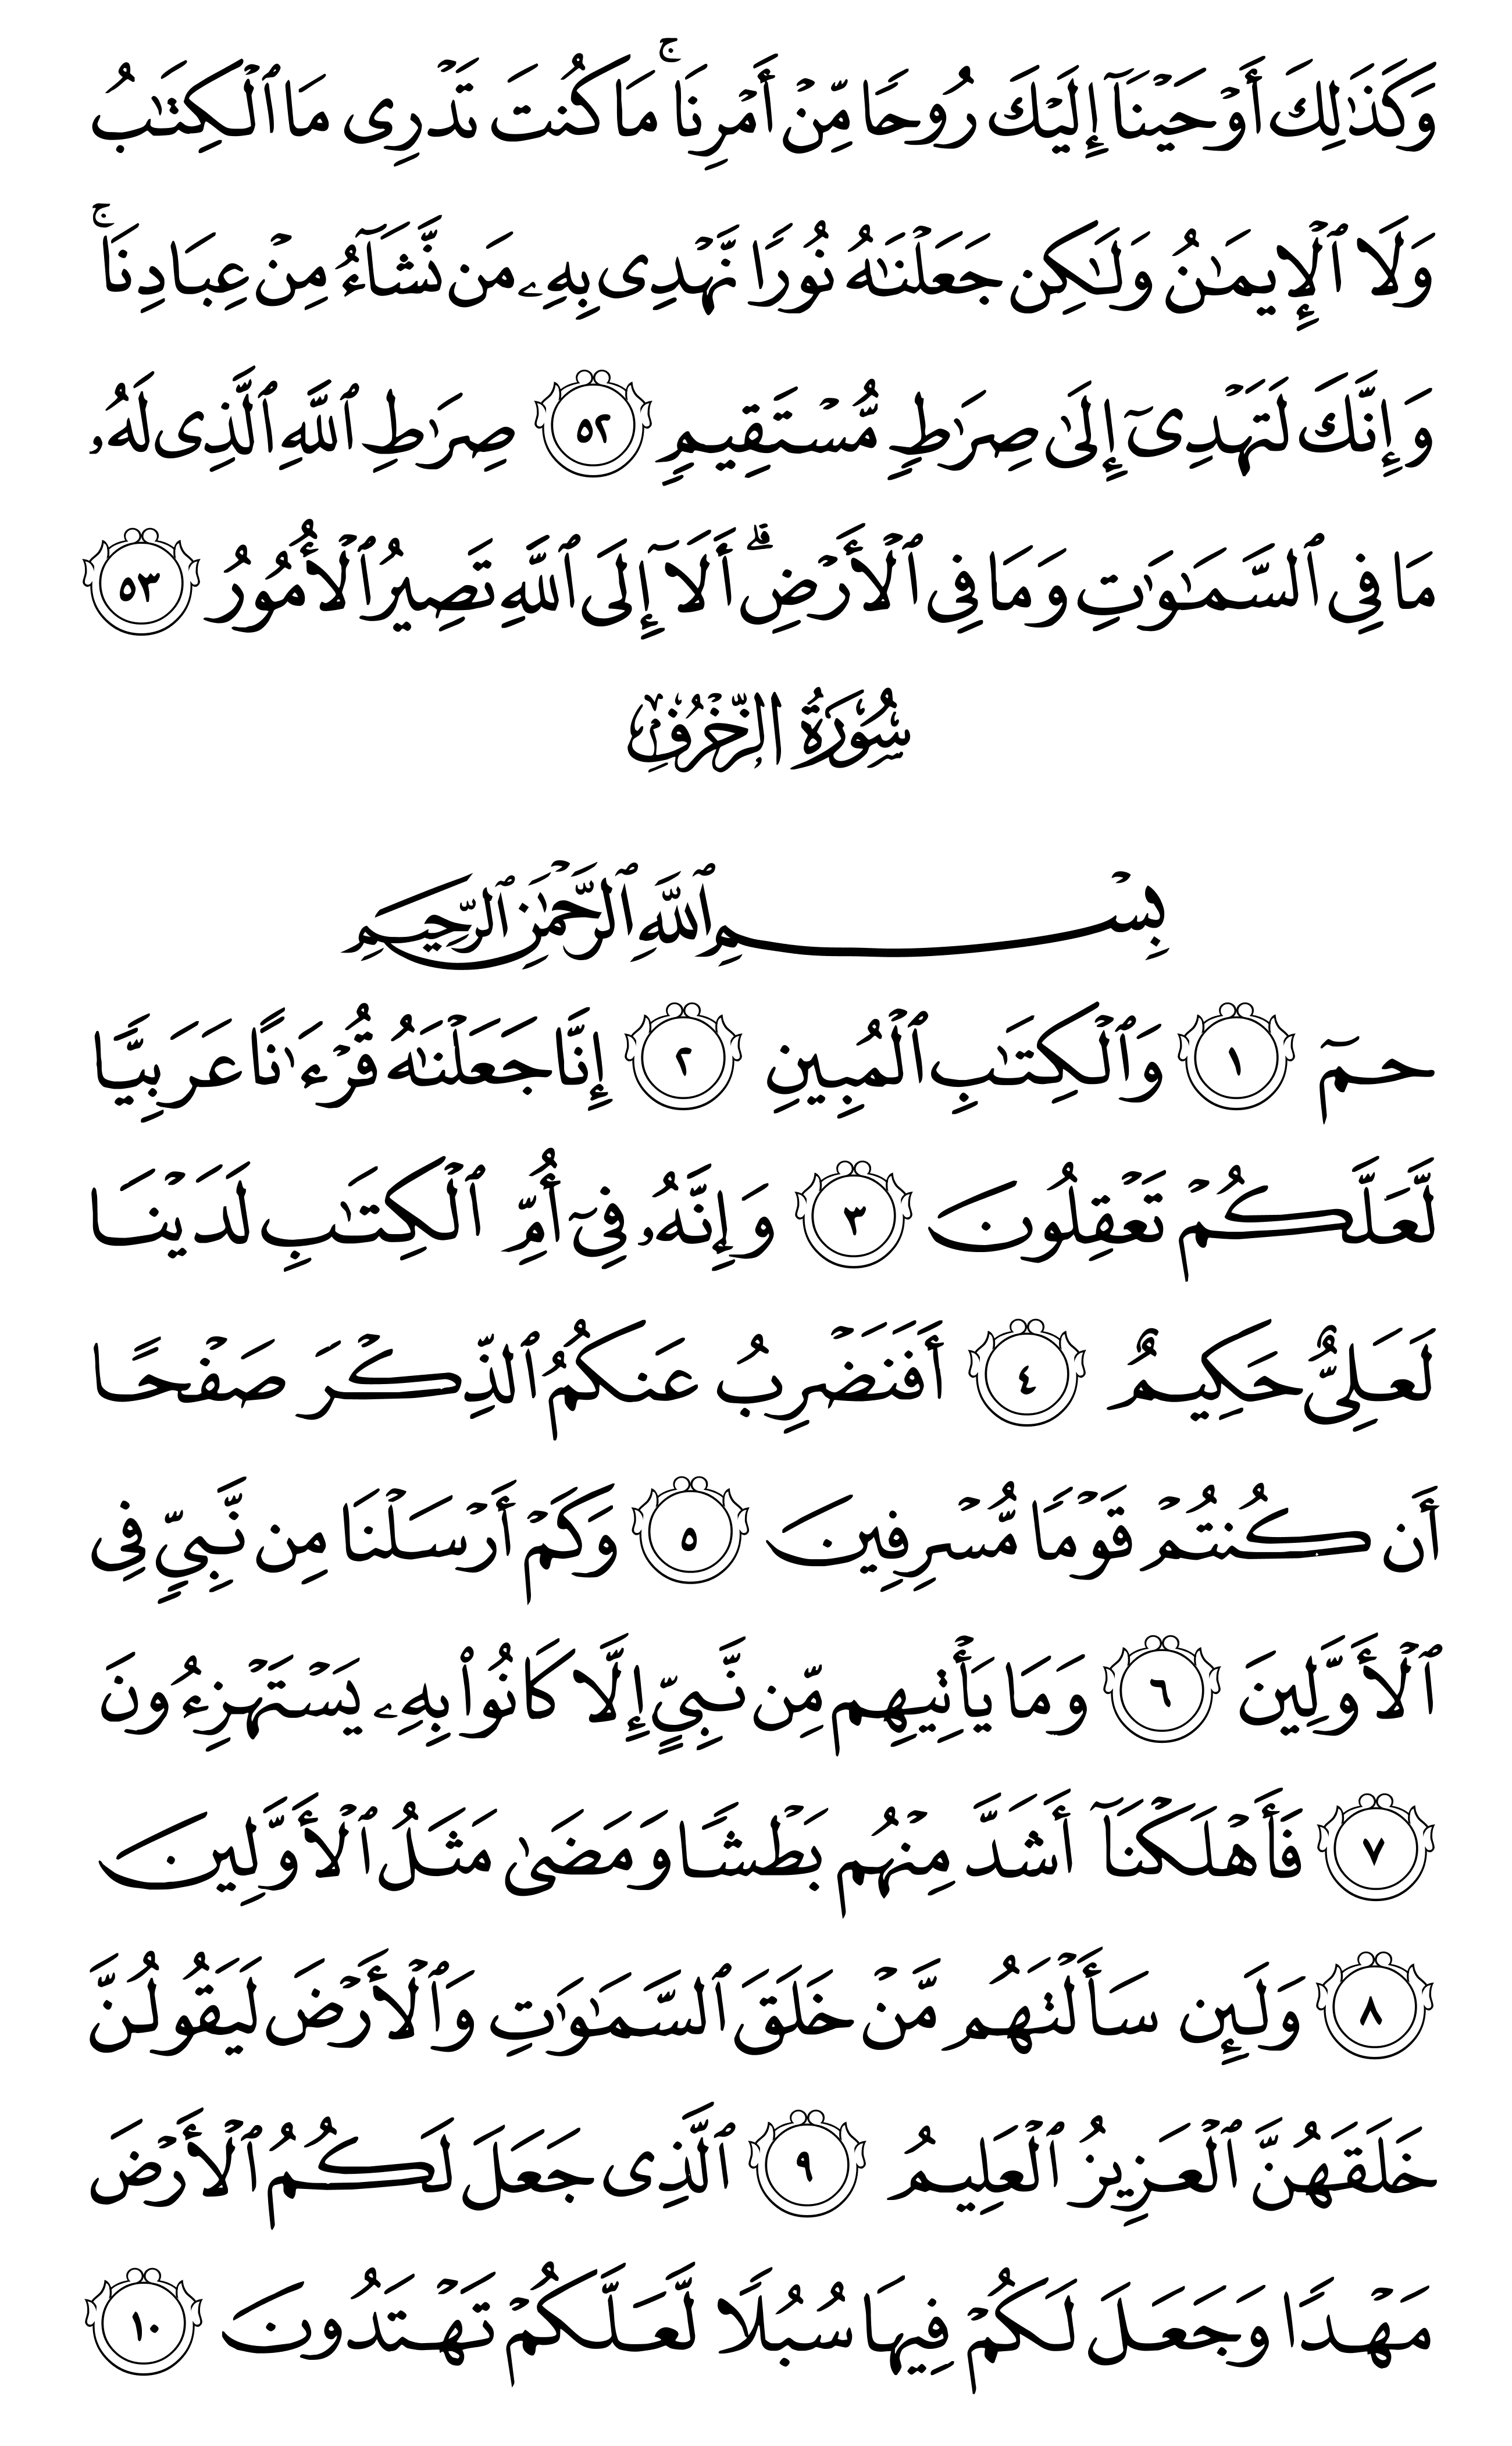 وَكَذَٰلِكَ أَوْحَيْنَآ إِلَيْكَ رُوحًا مِّنْ أَمْرِنَا ۚ مَا كُنتَ تَدْرِى مَا ٱلْكِتَٰبُ
وَلَا ٱلْإِيمَٰنُ وَلَٰكِن جَعَلْنَٰهُ نُورًا نَّهْدِى بِهِۦ مَن نَّشَآءُ مِنْ عِبَادِنَا ۚ
وَإِنَّكَ لَتَهْدِىٓ إِلَىٰ صِرَٰطٍ مُّسْتَقِيمٍ ٥٢ صِرَٰطِ ٱللَّهِ ٱلَّذِى لَهُۥ
مَا فِى ٱلسَّمَٰوَٰتِ وَمَا فِى ٱلْأَرْضِ ۗ أَلَآ إِلَى ٱللَّهِ تَصِيرُ ٱلْأُمُورُ ٥٣
سُورَةُ الزُّخْرُفِ
بِسْمِ ٱللَّهِ ٱلرَّحْمَٰنِ ٱلرَّحِيمِ
حمٓ ١ وَٱلْكِتَٰبِ ٱلْمُبِينِ ٢ إِنَّا جَعَلْنَٰهُ قُرْءَٰنًا عَرَبِيًّا
لَّعَلَّكُمْ تَعْقِلُونَ ٣ وَإِنَّهُۥ فِىٓ أُمِّ ٱلْكِتَٰبِ لَدَيْنَا
لَعَلِىٌّ حَكِيمٌ ٤ أَفَنَضْرِبُ عَنكُمُ ٱلذِّكْرَ صَفْحًا
أَن كُنتُمْ قَوْمًا مُّسْرِفِينَ ٥ وَكَمْ أَرْسَلْنَا مِن نَّبِىٍّ فِى
ٱلْأَوَّلِينَ ٦ وَمَا يَأْتِيهِم مِّن نَّبِىٍّ إِلَّا كَانُوا۟ بِهِۦ يَسْتَهْزِءُونَ
٧ فَأَهْلَكْنَآ أَشَدَّ مِنْهُم بَطْشًا وَمَضَىٰ مَثَلُ ٱلْأَوَّلِينَ
٨ وَلَئِن سَأَلْتَهُم مَّنْ خَلَقَ ٱلسَّمَٰوَٰتِ وَٱلْأَرْضَ لَيَقُولُنَّ
خَلَقَهُنَّ ٱلْعَزِيزُ ٱلْعَلِيمُ ٩ ٱلَّذِى جَعَلَ لَكُمُ ٱلْأَرْضَ
مَهْدًا وَجَعَلَ لَكُمْ فِيهَا سُبُلًا لَّعَلَّكُمْ تَهْتَدُونَ ١٠